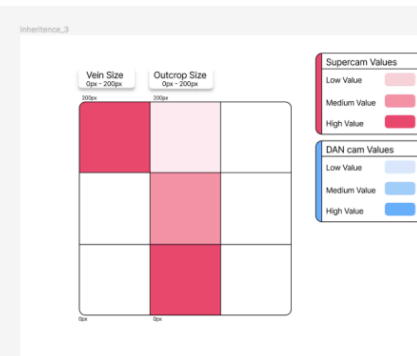 Inheritence_3
Vein Size
0px - 200px
Outcrop Size
0px - 200px
200px
200px
0px
0px
Supercam Values
Low Value
Medium Value
High Value
DAN cam Values
Low Value
Medium Value
High Value